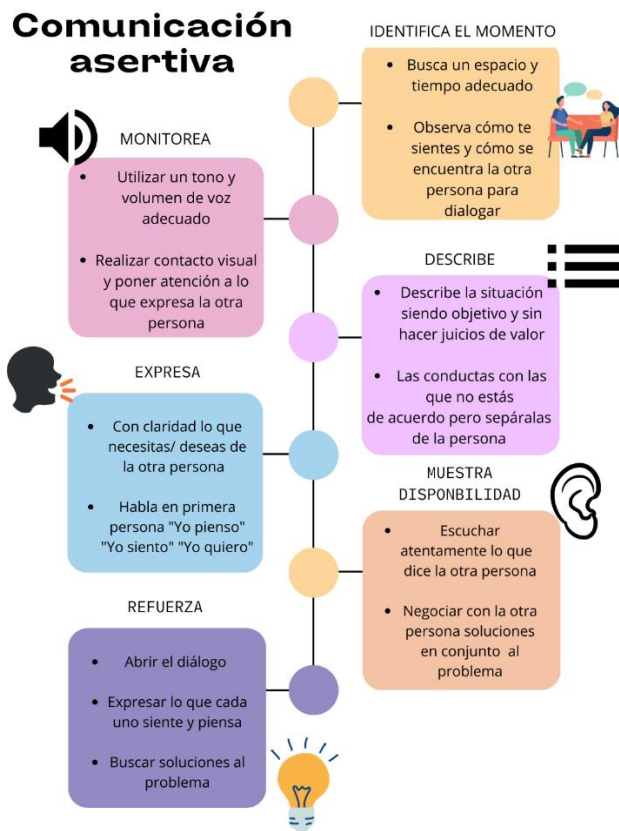 Comunicación
asertiva
IDENTIFICA EL MOMENTO
• Busca un espacio y
tiempo adecuado
• Observa cómo te
sientes y cómo se
encuentra la otra
persona para
dialogar
MONITOREA
• Utilizar un tono y
volumen de voz
adecuado
• Realizar contacto visual
y poner atención a lo
que expresa la otra
persona
DESCRIBE
• Describe la situación
siendo objetivo y sin
hacer juicios de valor
• Las conductas con las
que no estás
de acuerdo pero sepáralas
de la persona
EXPRESA
• Con claridad lo que
necesitas/ deseas de
la otra persona
• Habla en primera
persona "Yo pienso"
"Yo siento" "Yo quiero"
MUESTRA
DISPONBILIDAD
• Escuchar
atentamente lo que
dice la otra persona
• Negociar con la otra
persona soluciones
en conjunto al
problema
REFUERZA
• Abrir el diálogo
• Expresar lo que cada
uno siente y piensa
• Buscar soluciones al
problema